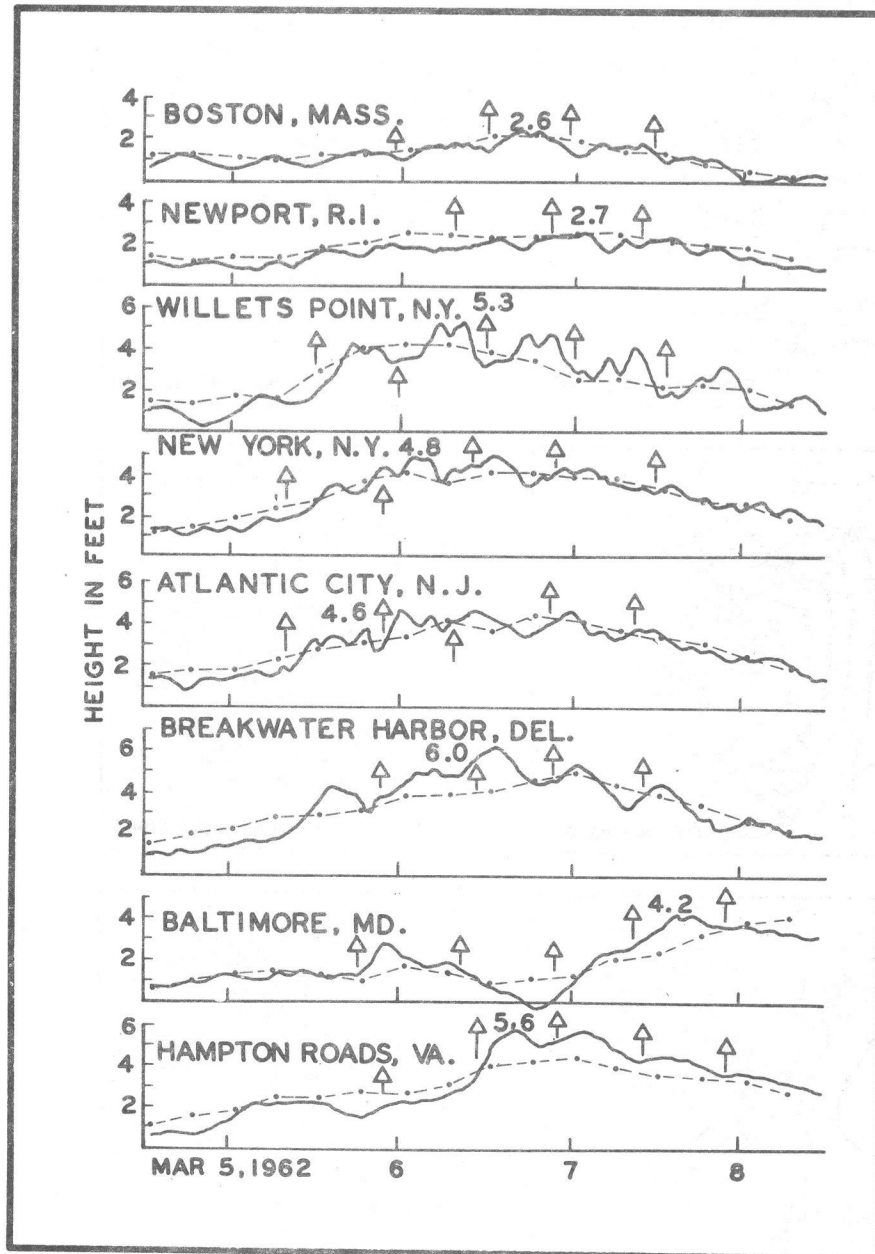 HEIGHT IN FEET
4
BOSTON, MASS.
2.6
2
4
NEWPORT, R.I.
2.7
2
6
WILLETS POINT, N.Y. 5.3
4
2
NEW YORK, N.Y. 4.8
4
2
6
ATLANTIC CITY, N.J.
4.6
4
2
BREAKWATER HARBOR, DEL.
6
6.0
4
2
4
4.2
BALTIMORE, MD.
2
6
5.6
HAMPTON ROADS, VA.
4
2
MAR 5, 1962 6 7 8